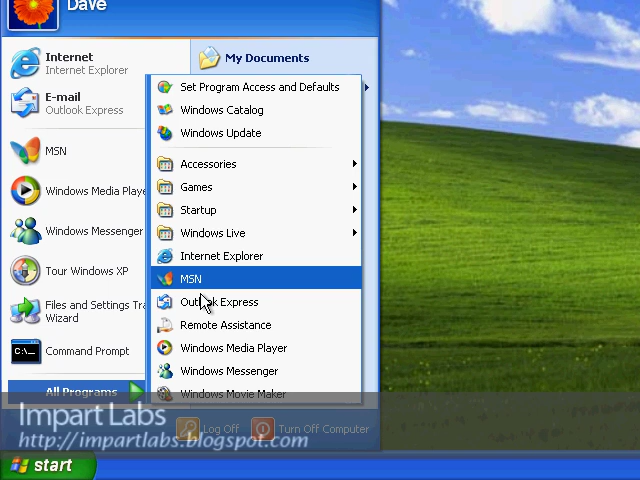 Dave
Internet
Internet Explorer
E-mail
Outlook Express
MSN
Windows Media Playe
Windows Messenger
Tour Windows XP
Files and Settings Tra
Wizard
C:\_
Command Prompt
All Programs
My Documents
Set Program Access and Defaults
Windows Catalog
Windows Update
Accessories
Games
Startup
Windows Live
Internet Explorer
MSN
Outlook Express
Remote Assistance
Windows Media Player
Windows Messenger
Windows Movie Maker
Log Off
Turn Off Computer
Impart Labs
http://impartlabs.blogspot.com
start